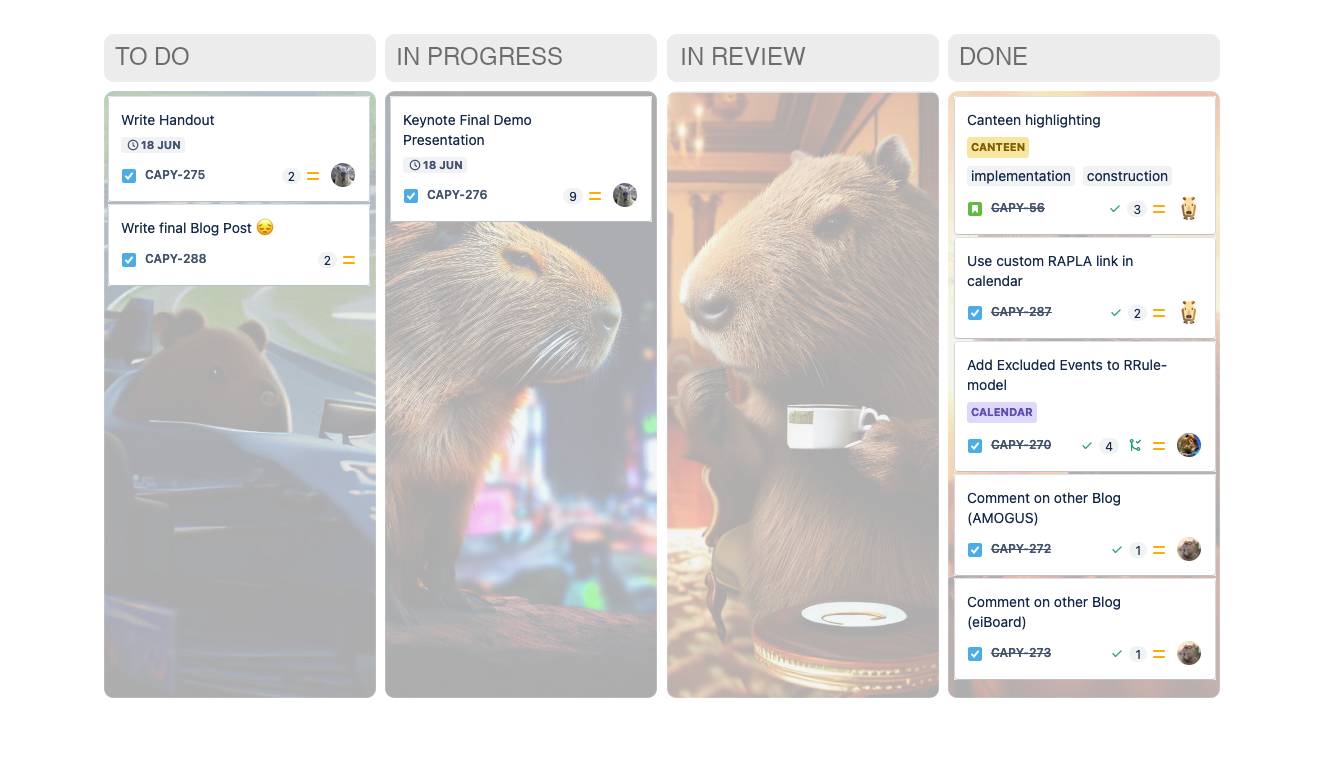 TO DO
Write Handout
18 JUN
CAPY-275 2
Write final Blog Post 😔
CAPY-288 2
IN PROGRESS
Keynote Final Demo
Presentation
18 JUN
CAPY-276 9
IN REVIEW
DONE
Canteen highlighting
CANTEEN
implementation construction
CAPY-56 3
Use custom RAPLA link in
calendar
CAPY-287 2
Add Excluded Events to RRule-
model
CALENDAR
CAPY-270 4
Comment on other Blog
(AMOGUS)
CAPY-272 1
Comment on other Blog
(eiBoard)
CAPY-273 1